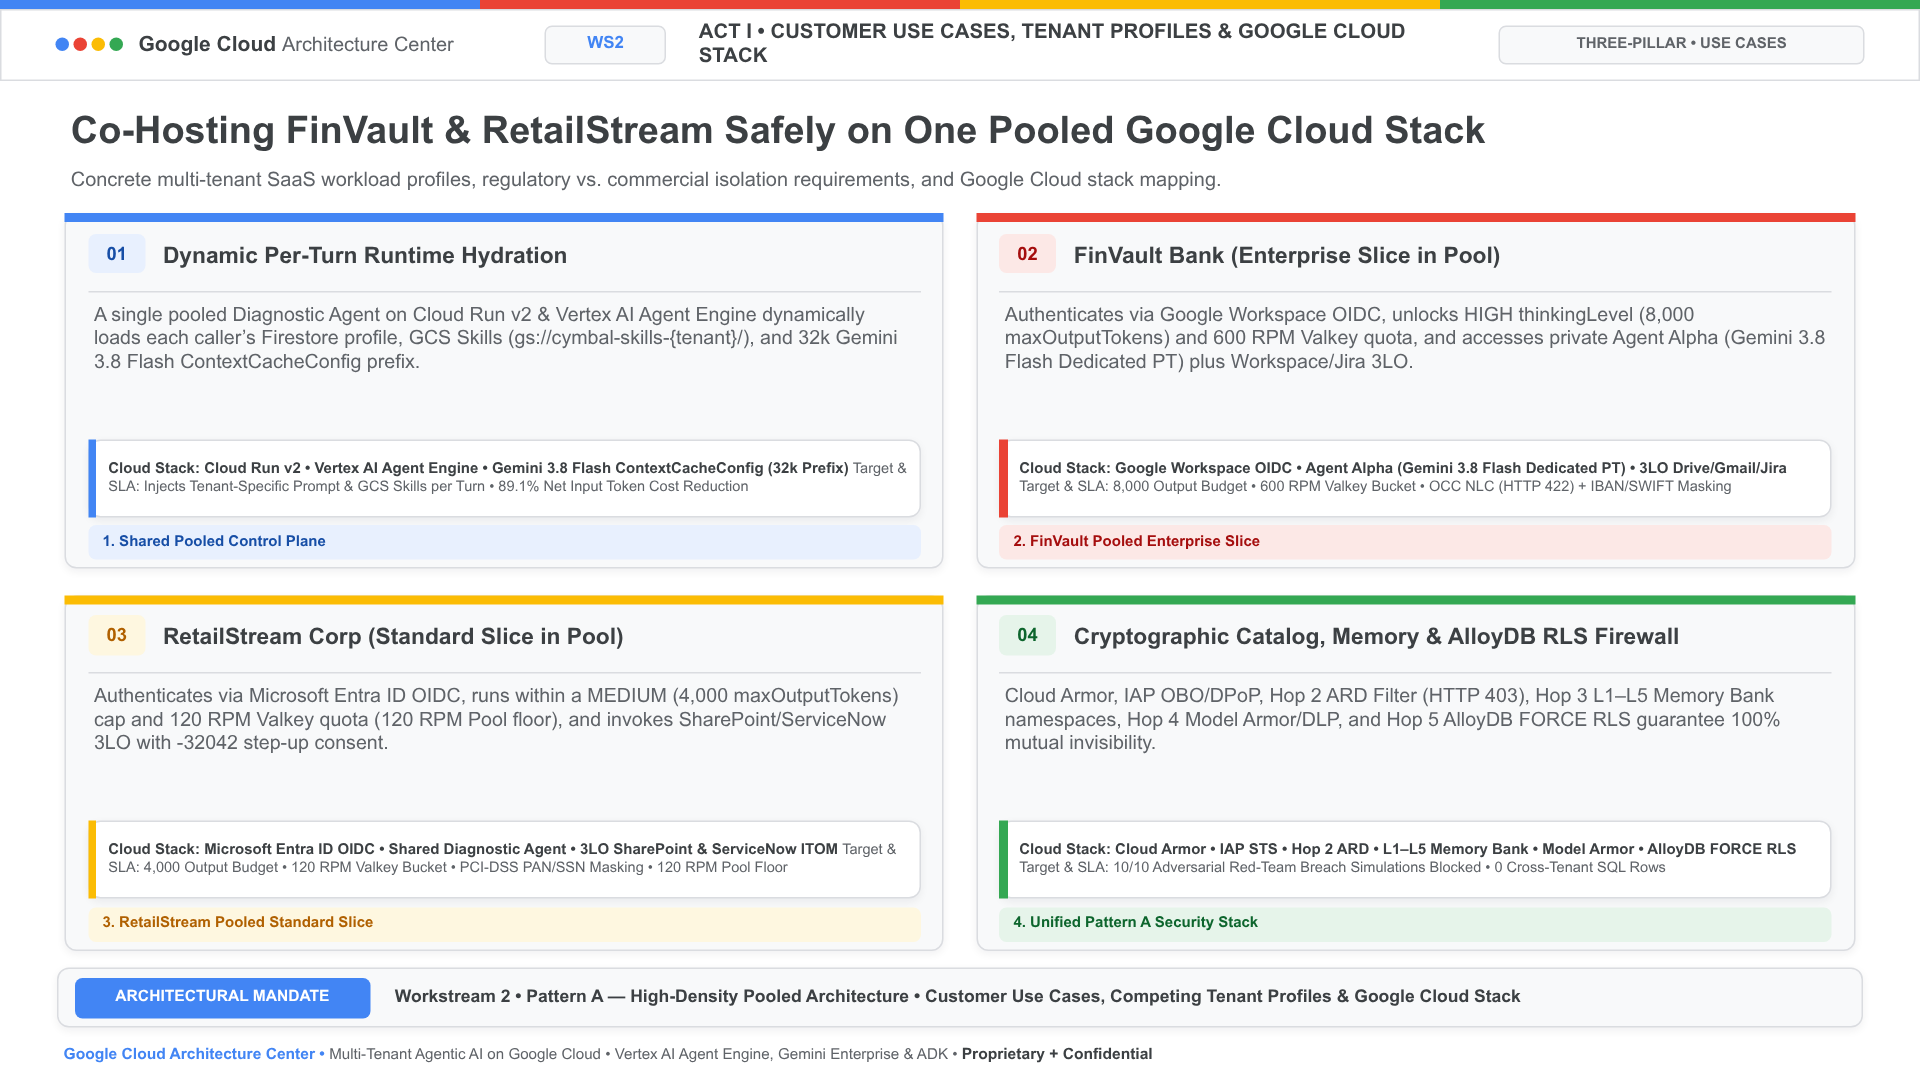 Google Cloud Architecture Center
WS2
ACT I • CUSTOMER USE CASES, TENANT PROFILES & GOOGLE CLOUD
STACK
THREE-PILLAR • USE CASES
Co-Hosting FinVault & RetailStream Safely on One Pooled Google Cloud Stack
Concrete multi-tenant SaaS workload profiles, regulatory vs. commercial isolation requirements, and Google Cloud stack mapping.
01
Dynamic Per-Turn Runtime Hydration
A single pooled Diagnostic Agent on Cloud Run v2 & Vertex AI Agent Engine dynamically
loads each caller’s Firestore profile, GCS Skills (gs://cymbal-skills-{tenant}/), and 32k Gemini
3.8 Flash ContextCacheConfig prefix.
Cloud Stack: Cloud Run v2 • Vertex AI Agent Engine • Gemini 3.8 Flash ContextCacheConfig (32k Prefix) Target &
SLA: Injects Tenant-Specific Prompt & GCS Skills per Turn • 89.1% Net Input Token Cost Reduction
1. Shared Pooled Control Plane
02
FinVault Bank (Enterprise Slice in Pool)
Authenticates via Google Workspace OIDC, unlocks HIGH thinkingLevel (8,000
maxOutputTokens) and 600 RPM Valkey quota, and accesses private Agent Alpha (Gemini 3.8
Flash Dedicated PT) plus Workspace/Jira 3LO.
Cloud Stack: Google Workspace OIDC • Agent Alpha (Gemini 3.8 Flash Dedicated PT) • 3LO Drive/Gmail/Jira
Target & SLA: 8,000 Output Budget • 600 RPM Valkey Bucket • OCC NLC (HTTP 422) + IBAN/SWIFT Masking
2. FinVault Pooled Enterprise Slice
03
RetailStream Corp (Standard Slice in Pool)
Authenticates via Microsoft Entra ID OIDC, runs within a MEDIUM (4,000 maxOutputTokens)
cap and 120 RPM Valkey quota (120 RPM Pool floor), and invokes SharePoint/ServiceNow
3LO with -32042 step-up consent.
Cloud Stack: Microsoft Entra ID OIDC • Shared Diagnostic Agent • 3LO SharePoint & ServiceNow ITOM Target &
SLA: 4,000 Output Budget • 120 RPM Valkey Bucket • PCI-DSS PAN/SSN Masking • 120 RPM Pool Floor
3. RetailStream Pooled Standard Slice
04
Cryptographic Catalog, Memory & AlloyDB RLS Firewall
Cloud Armor, IAP OBO/DPoP, Hop 2 ARD Filter (HTTP 403), Hop 3 L1–L5 Memory Bank
namespaces, Hop 4 Model Armor/DLP, and Hop 5 AlloyDB FORCE RLS guarantee 100%
mutual invisibility.
Cloud Stack: Cloud Armor • IAP STS • Hop 2 ARD • L1–L5 Memory Bank • Model Armor • AlloyDB FORCE RLS
Target & SLA: 10/10 Adversarial Red-Team Breach Simulations Blocked • 0 Cross-Tenant SQL Rows
4. Unified Pattern A Security Stack
ARCHITECTURAL MANDATE
Workstream 2 • Pattern A — High-Density Pooled Architecture • Customer Use Cases, Competing Tenant Profiles & Google Cloud Stack
Google Cloud Architecture Center • Multi-Tenant Agentic AI on Google Cloud • Vertex AI Agent Engine, Gemini Enterprise & ADK • Proprietary + Confidential